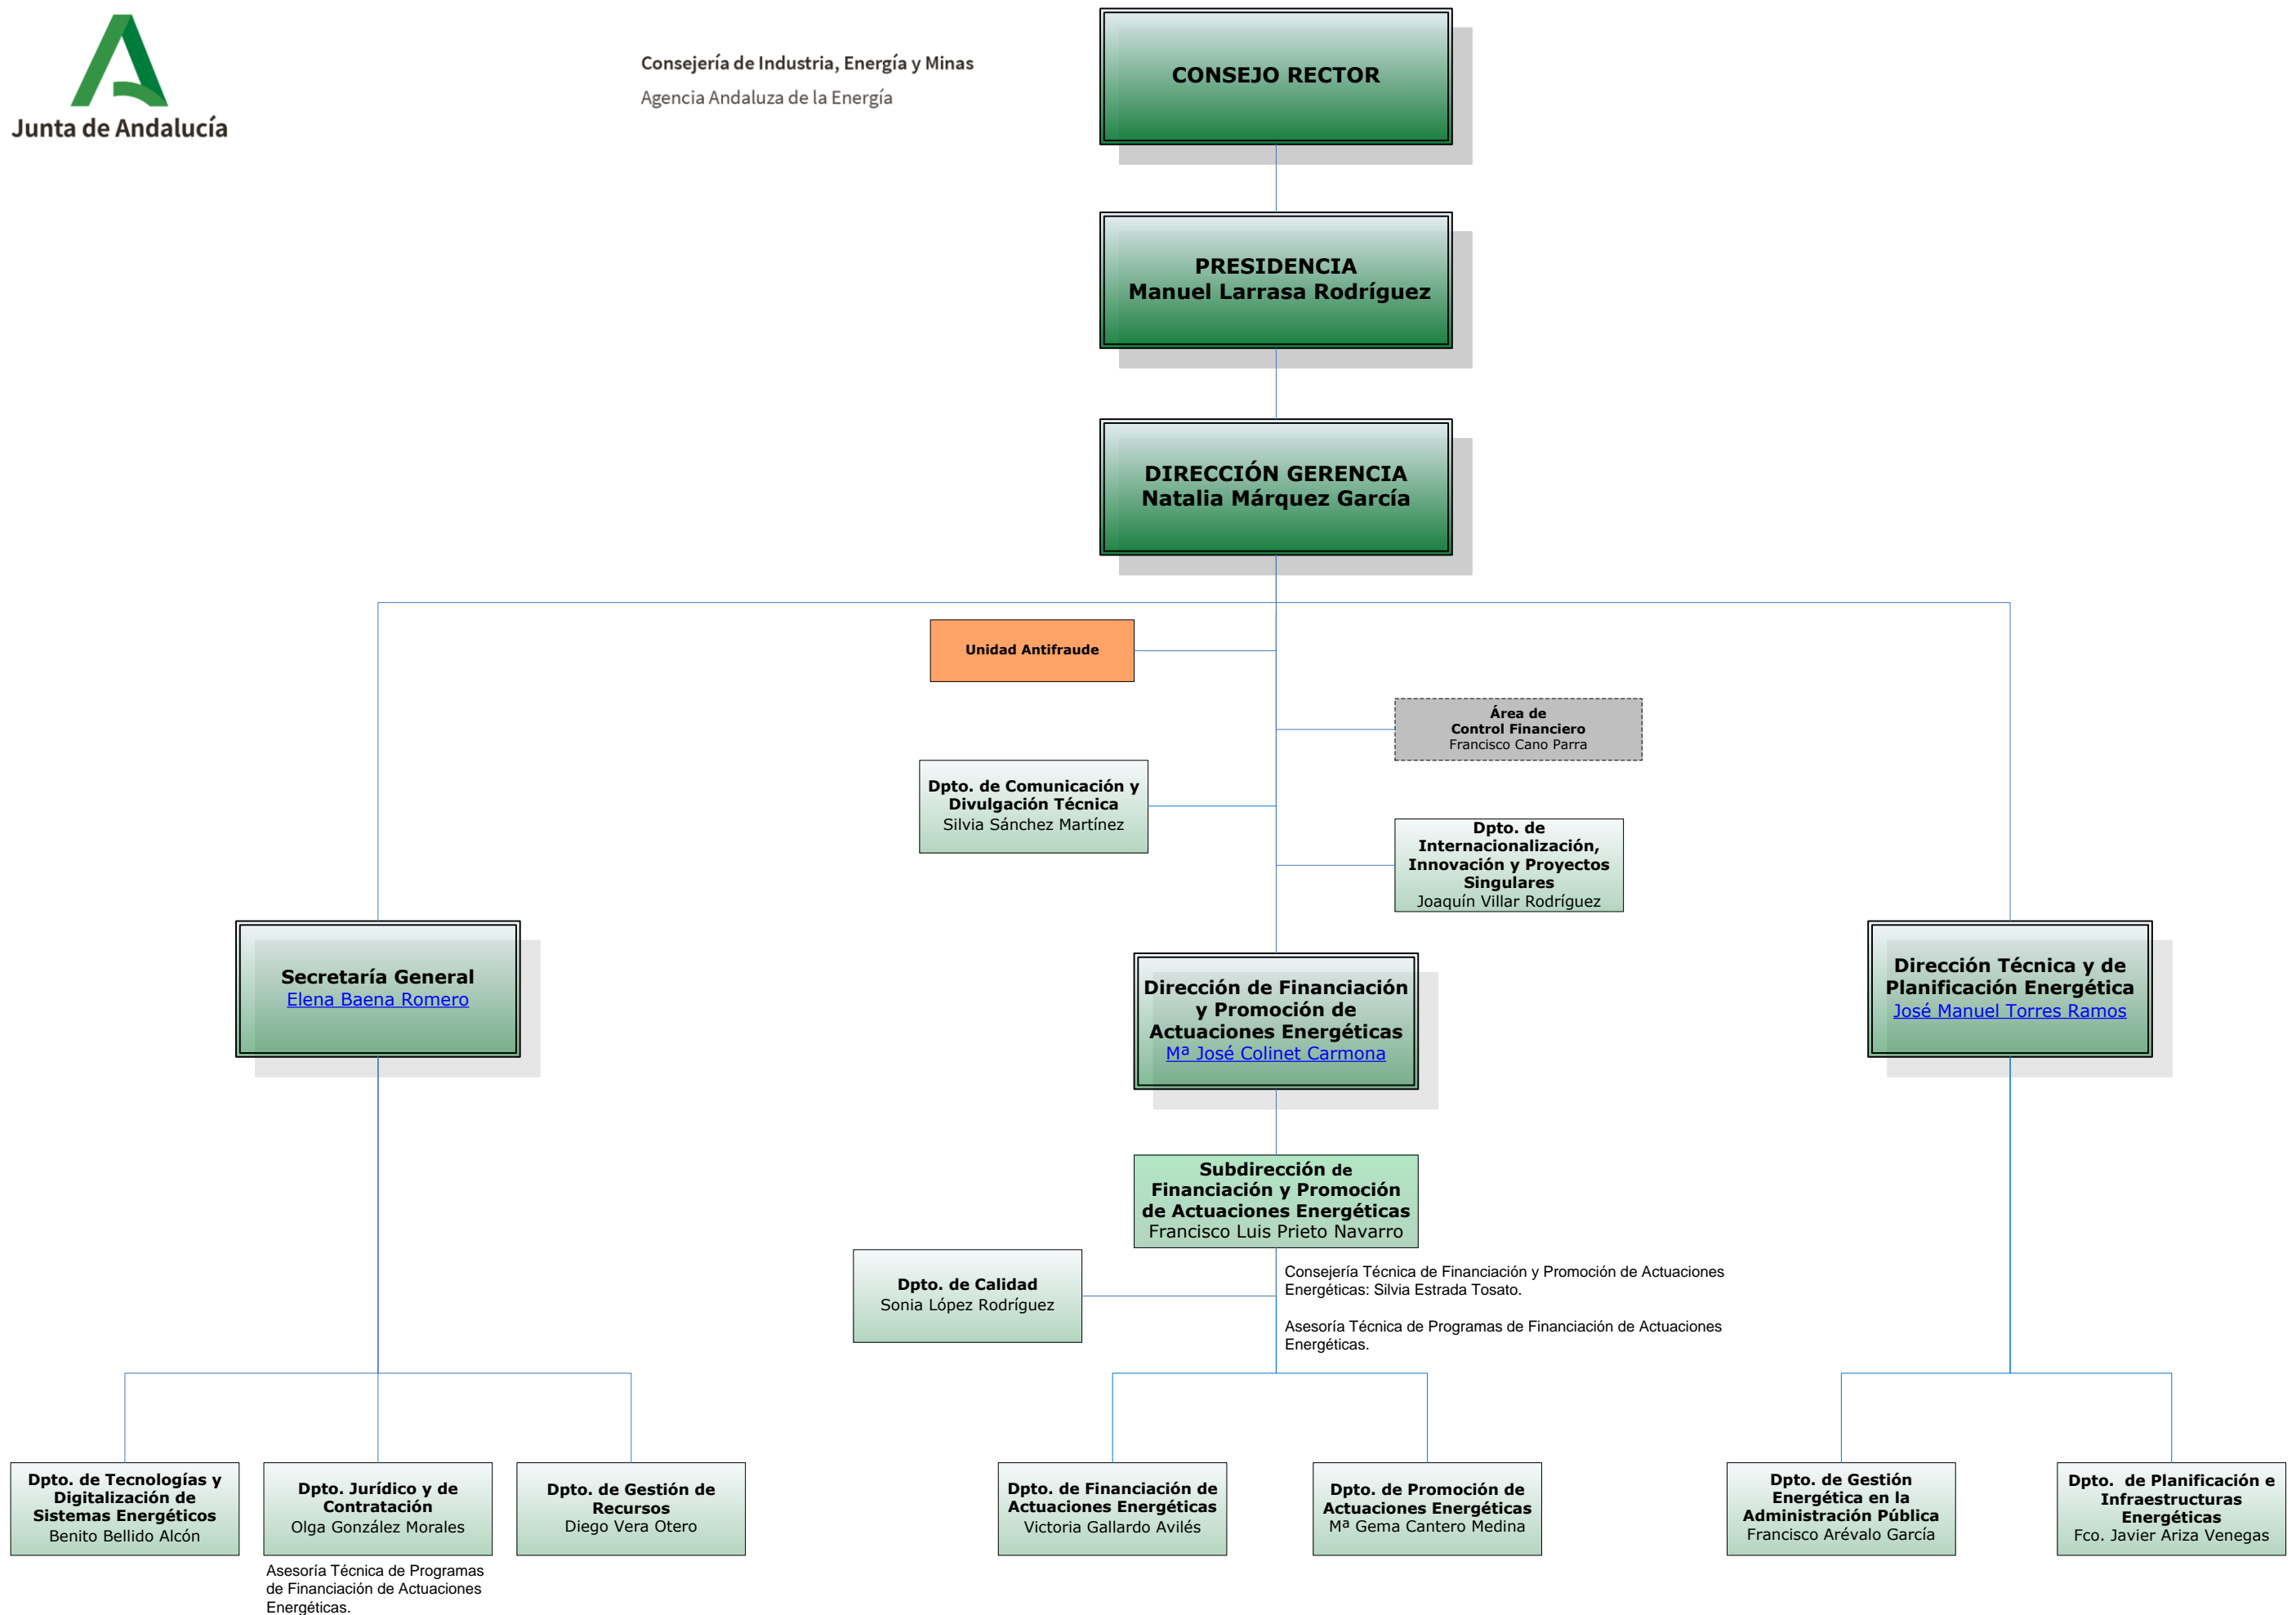 Junta de Andalucía
Consejería de Industria, Energía y Minas
Agencia Andaluza de la Energía
CONSEJO RECTOR
PRESIDENCIA
Manuel Larrasa Rodríguez
DIRECCIÓN GERENCIA
Natalia Márquez García
Unidad Antifraude
Área de
Control Financiero
Francisco Cano Parra
Dpto. de Comunicación y
Divulgación Técnica
Silvia Sánchez Martínez
Dpto. de
Internacionalización,
Innovación y Proyectos
Singulares
Joaquín Villar Rodríguez
Secretaría General
Elena Baena Romero
Dirección de Financiación
y Promoción de
Actuaciones Energéticas
Mª José Colinet Carmona
Dirección Técnica y de
Planificación Energética
José Manuel Torres Ramos
Subdirección de
Financiación y Promoción
de Actuaciones Energéticas
Francisco Luis Prieto Navarro
Dpto. de Calidad
Sonia López Rodríguez
Consejería Técnica de Financiación y Promoción de Actuaciones
Energéticas: Silvia Estrada Tosato.
Asesoría Técnica de Programas de Financiación de Actuaciones
Energéticas.
Dpto. de Tecnologías y
Digitalización de
Sistemas Energéticos
Benito Bellido Alcón
Dpto. Jurídico y de
Contratación
Olga González Morales
Asesoría Técnica de Programas
de Financiación de Actuaciones
Energéticas.
Dpto. de Gestión de
Recursos
Diego Vera Otero
Dpto. de Financiación de
Actuaciones Energéticas
Victoria Gallardo Avilés
Dpto. de Promoción de
Actuaciones Energéticas
Mª Gema Cantero Medina
Dpto. de Gestión
Energética en la
Administración Pública
Francisco Arévalo García
Dpto. de Planificación e
Infraestructuras
Energéticas
Fco. Javier Ariza Venegas